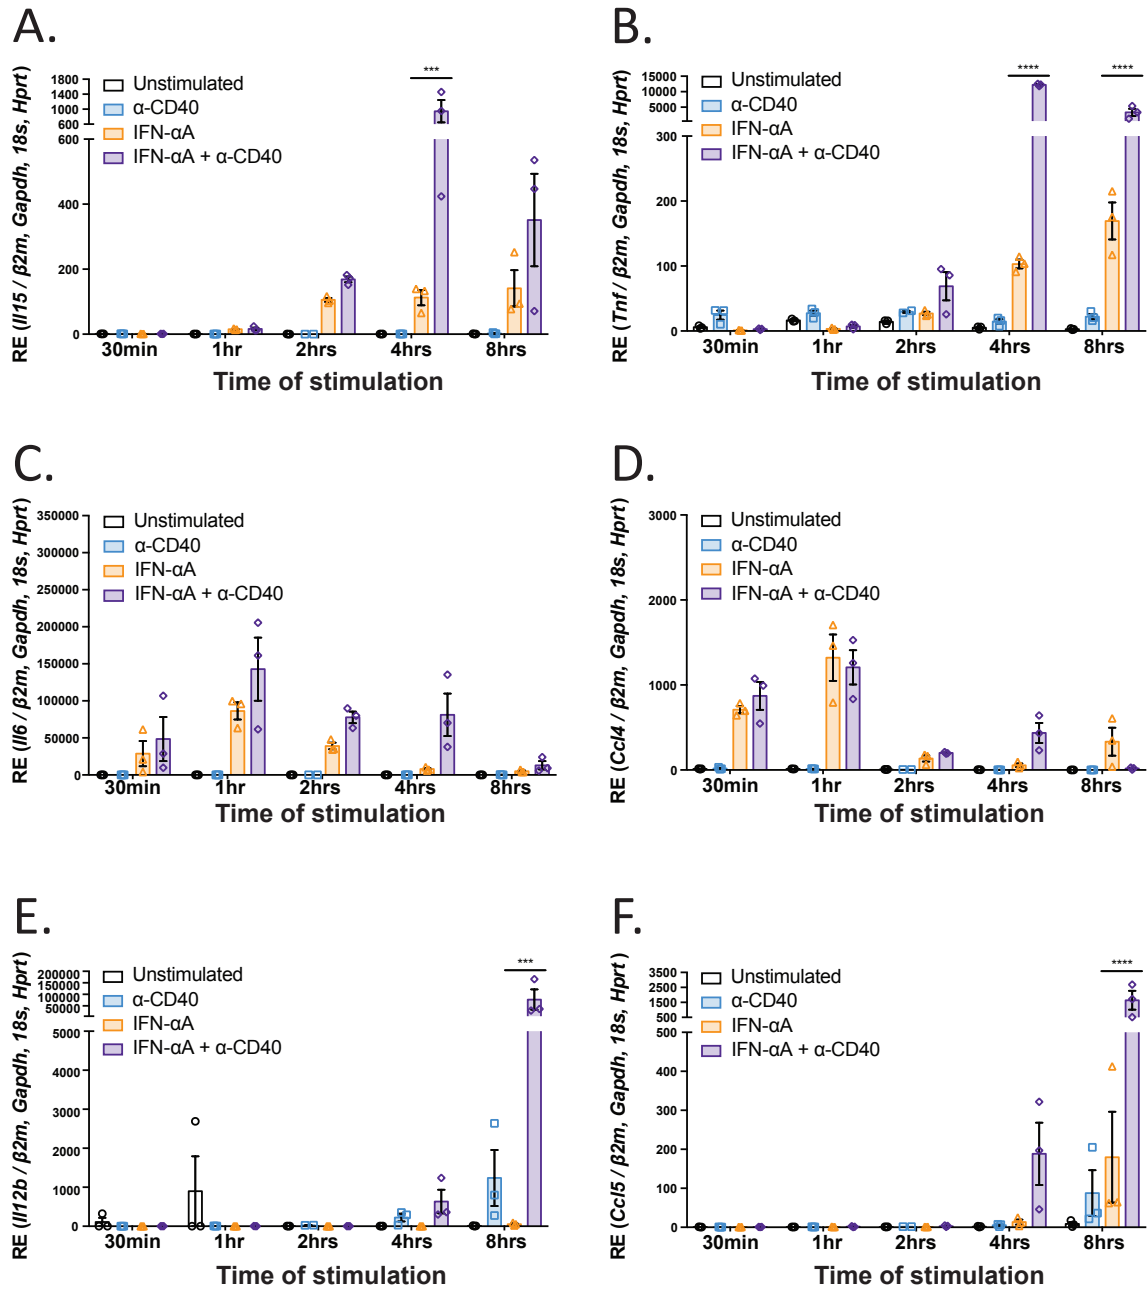 A.
RE (Il15 / β2m, Gapdh, 18s, Hprt)
1800
1400
1000
600
600
400
200
0
Unstimulated
α-CD40
IFN-αA
IFN-αA + α-CD40
***
30min 1hr 2hrs 4hrs 8hrs
Time of stimulation
B.
RE (Tnf / β2m, Gapdh, 18s, Hprt)
15000
10000
5000
300
200
100
0
Unstimulated
α-CD40
IFN-αA
IFN-αA + α-CD40
**** ****
30min 1hr 2hrs 4hrs 8hrs
Time of stimulation
C.
RE (Il6 / β2m, Gapdh, 18s, Hprt)
350000
300000
250000
200000
150000
100000
50000
0
Unstimulated
α-CD40
IFN-αA
IFN-αA + α-CD40
30min 1hr 2hrs 4hrs 8hrs
Time of stimulation
D.
RE (Ccl4 / β2m, Gapdh, 18s, Hprt)
3000
2000
1000
0
Unstimulated
α-CD40
IFN-αA
IFN-αA + α-CD40
30min 1hr 2hrs 4hrs 8hrs
Time of stimulation
E.
RE (Il12b / β2m, Gapdh, 18s, Hprt)
200000
150000
100000
50000
5000
3000
2000
1000
0
Unstimulated
α-CD40
IFN-αA
IFN-αA + α-CD40
***
30min 1hr 2hrs 4hrs 8hrs
Time of stimulation
F.
RE (Ccl5 / β2m, Gapdh, 18s, Hprt)
3500
2500
1500
500
500
400
300
200
100
0
Unstimulated
α-CD40
IFN-αA
IFN-αA + α-CD40
****
30min 1hr 2hrs 4hrs 8hrs
Time of stimulation